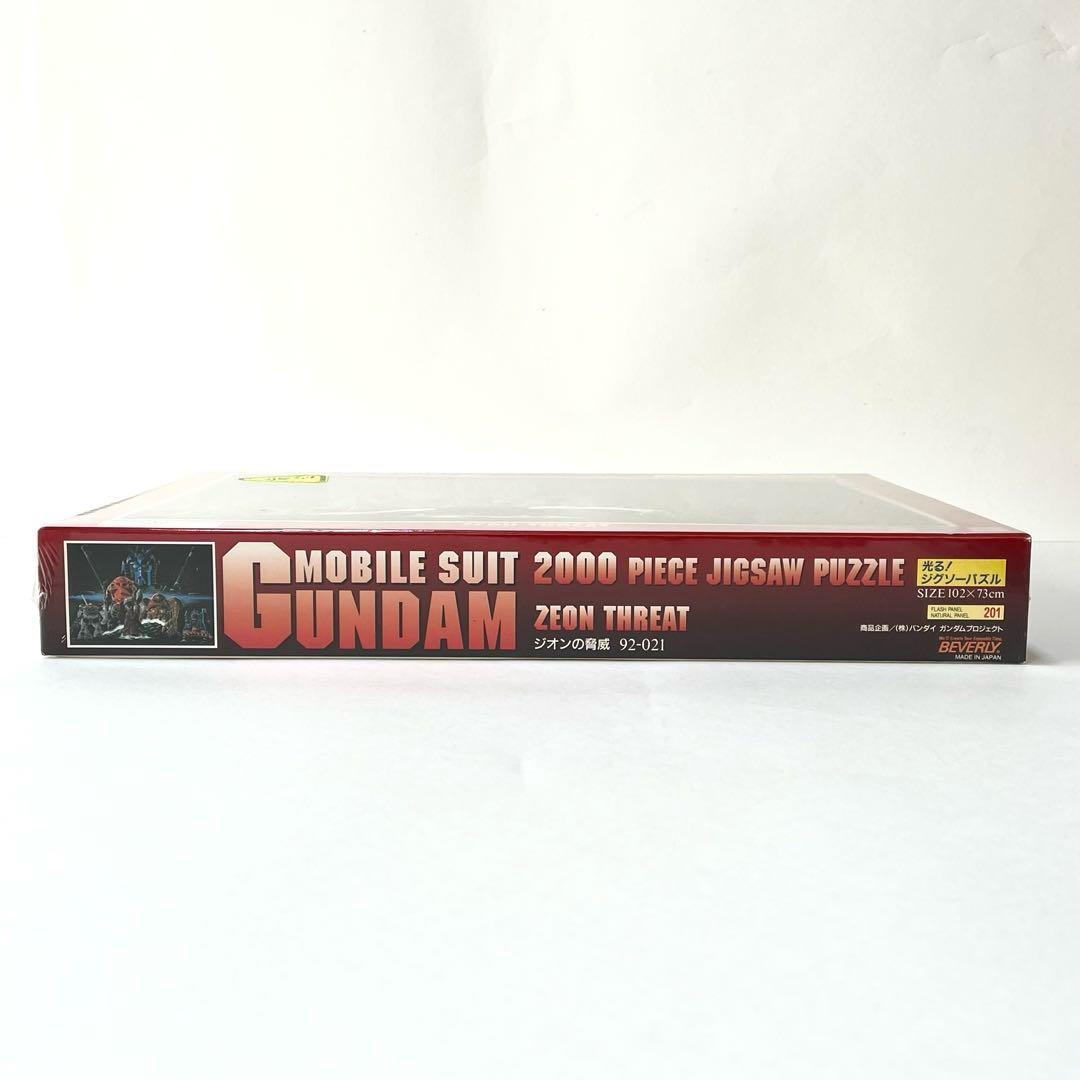 MOBILE SUIT
GUNDAM
2000 PIECE JIGSAW PUZZLE
ZEON THREAT
ジオンの脅威 92-021
光る!
ジグソーパズル
SIZE 102×73cm
FLASH PANEL
NATURAL PANEL
201
商品企画/(株)バンダイ ガンダムプロジェクト
BEVERLY.
MADE IN JAPAN